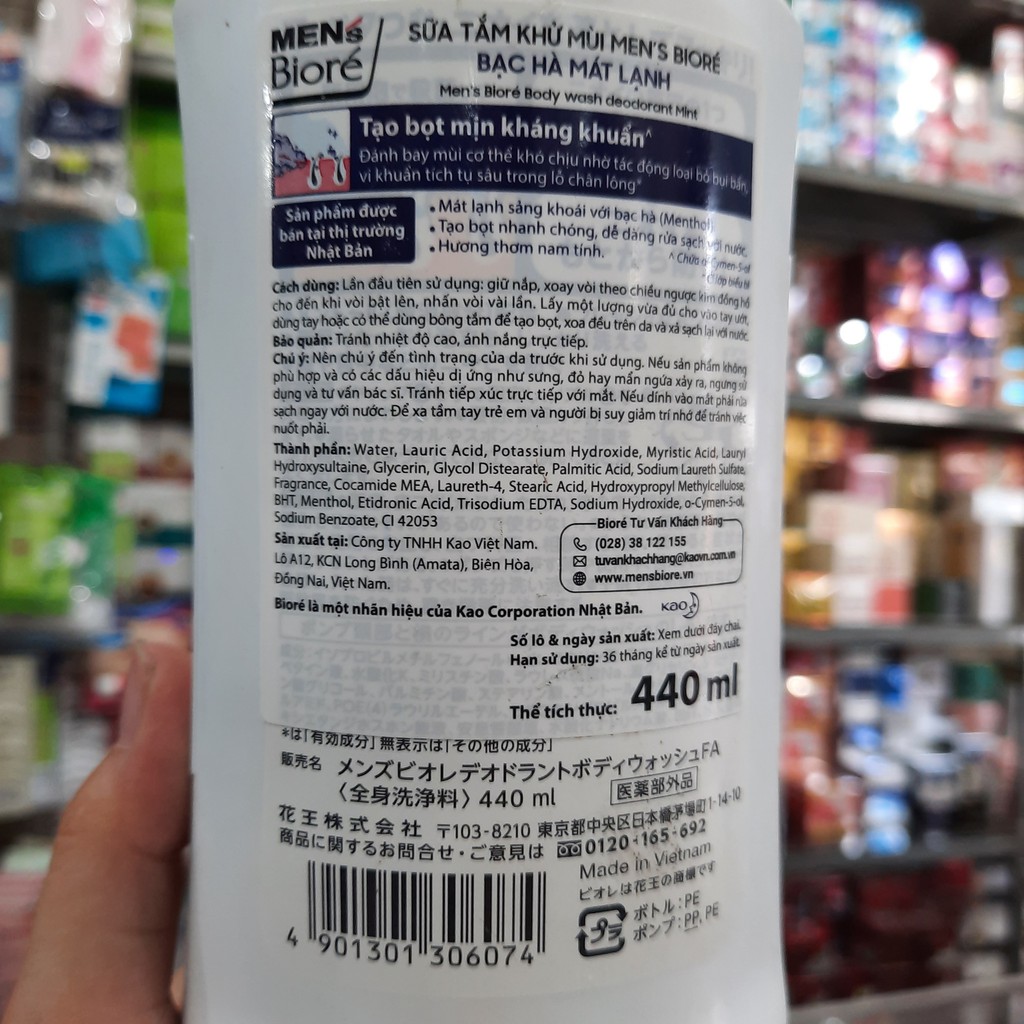 MEN's
Bioré
SỮA TẮM KHỬ MÙI MEN'S BIORÉ
BẠC HÀ MÁT LẠNH
Men's Bioré Body wash deodorant Mint
Tạo bọt mịn kháng khuẩn^
Đánh bay mùi cơ thể khó chịu nhờ tác động loại bỏ bụi bẩn,
vi khuẩn tích tụ sâu trong lỗ chân lông*
Sản phẩm được
bán tại thị trường
Nhật Bản
• Mát lạnh sảng khoái với bạc hà (Menthol)
• Tạo bọt nhanh chóng, dễ dàng rửa sạch với nước.
• Hương thơm nam tính.
^ Chứa o-Cymen-5-ol
Cách dùng: Lần đầu tiên sử dụng: giữ nắp, xoay vòi theo chiều ngược kim đồng hồ
cho đến khi vòi bật lên, nhấn vòi vài lần. Lấy một lượng vừa đủ cho vào tay ướt,
dùng tay hoặc có thể dùng bông tắm để tạo bọt, xoa đều trên da và xả sạch lại với nước.
Bảo quản: Tránh nhiệt độ cao, ánh nắng trực tiếp.
Chú ý: Nên chú ý đến tình trạng của da trước khi sử dụng. Nếu sản phẩm không
phù hợp và có các dấu hiệu dị ứng như sưng, đỏ hay mẩn ngứa xảy ra, ngưng sử
dụng và tư vấn bác sĩ. Tránh tiếp xúc trực tiếp với mắt. Nếu dính vào mắt phải rửa
sạch ngay với nước. Để xa tầm tay trẻ em và người bị suy giảm trí nhớ để tránh việc
nuốt phải.
Thành phần: Water, Lauric Acid, Potassium Hydroxide, Myristic Acid, Lauryl
Hydroxysultaine, Glycerin, Glycol Distearate, Palmitic Acid, Sodium Laureth Sulfate,
Fragrance, Cocamide MEA, Laureth-4, Stearic Acid, Hydroxypropyl Methylcellulose,
BHT, Menthol, Etidronic Acid, Trisodium EDTA, Sodium Hydroxide, o-Cymen-5-ol,
Sodium Benzoate, CI 42053
Sản xuất tại: Công ty TNHH Kao Việt Nam.
Lô A12, KCN Long Bình (Amata), Biên Hòa,
Đồng Nai, Việt Nam.
Bioré Tư Vấn Khách Hàng
(028) 38 122 155
tuvankhachhang@kaovn.com.vn
www.mensbiore.vn
Bioré là một nhãn hiệu của Kao Corporation Nhật Bản. Kao
Số lô & ngày sản xuất: Xem dưới đáy chai.
Hạn sử dụng: 36 tháng kể từ ngày sản xuất.
Thể tích thực: 440 ml
*は「有効成分」無表示は「その他の成分」
販売名 メンズビオレデオドラントボディウォッシュFA
〈全身洗浄料〉440 ml 医薬部外品
花王株式会社 〒103-8210 東京都中央区日本橋茅場町1-14-10
商品に関するお問合せ・ご意見は 0120-165-692
Made in Vietnam
ビオレは花王の商標です
プラ
ボトル:PE
ポンプ:PP, PE
4 901301 306074